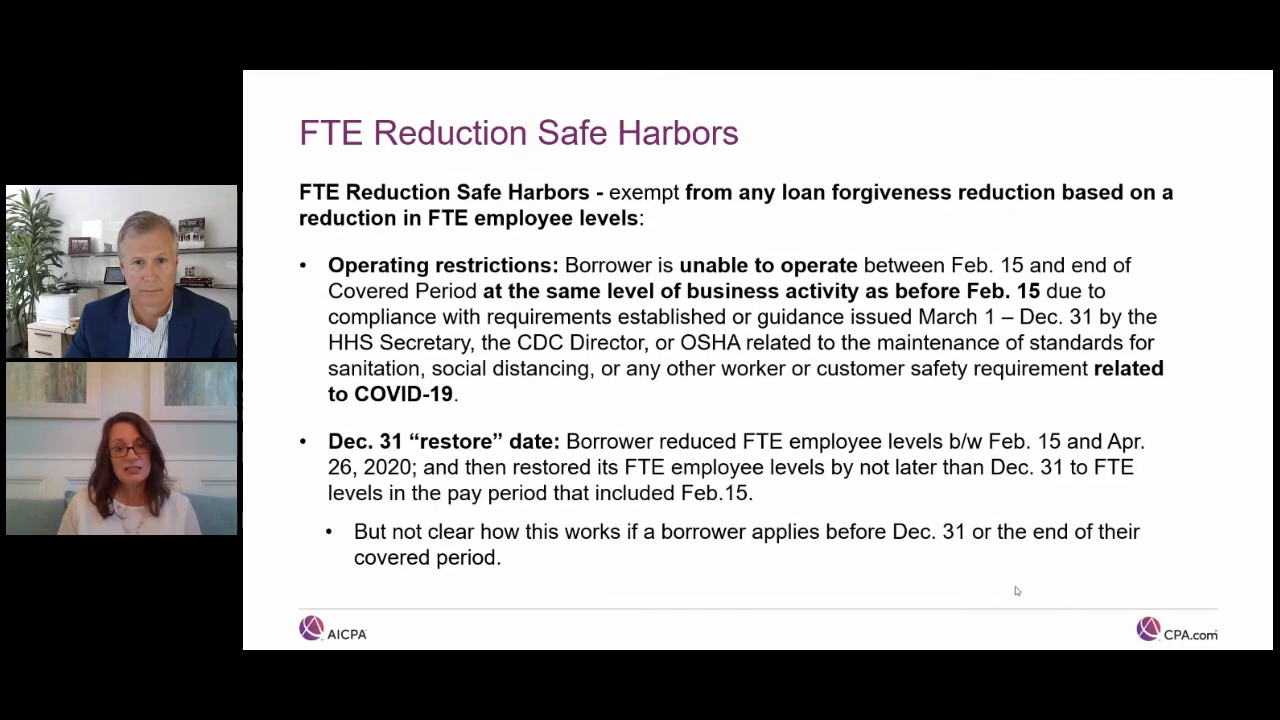 FTE Reduction Safe Harbors
FTE Reduction Safe Harbors - exempt from any loan forgiveness reduction based on a
reduction in FTE employee levels:
• Operating restrictions: Borrower is unable to operate between Feb. 15 and end of
Covered Period at the same level of business activity as before Feb. 15 due to
compliance with requirements established or guidance issued March 1 – Dec. 31 by the
HHS Secretary, the CDC Director, or OSHA related to the maintenance of standards for
sanitation, social distancing, or any other worker or customer safety requirement related
to COVID-19.
• Dec. 31 “restore” date: Borrower reduced FTE employee levels b/w Feb. 15 and Apr.
26, 2020; and then restored its FTE employee levels by not later than Dec. 31 to FTE
levels in the pay period that included Feb.15.
• But not clear how this works if a borrower applies before Dec. 31 or the end of their
covered period.
AICPA
CPA.com